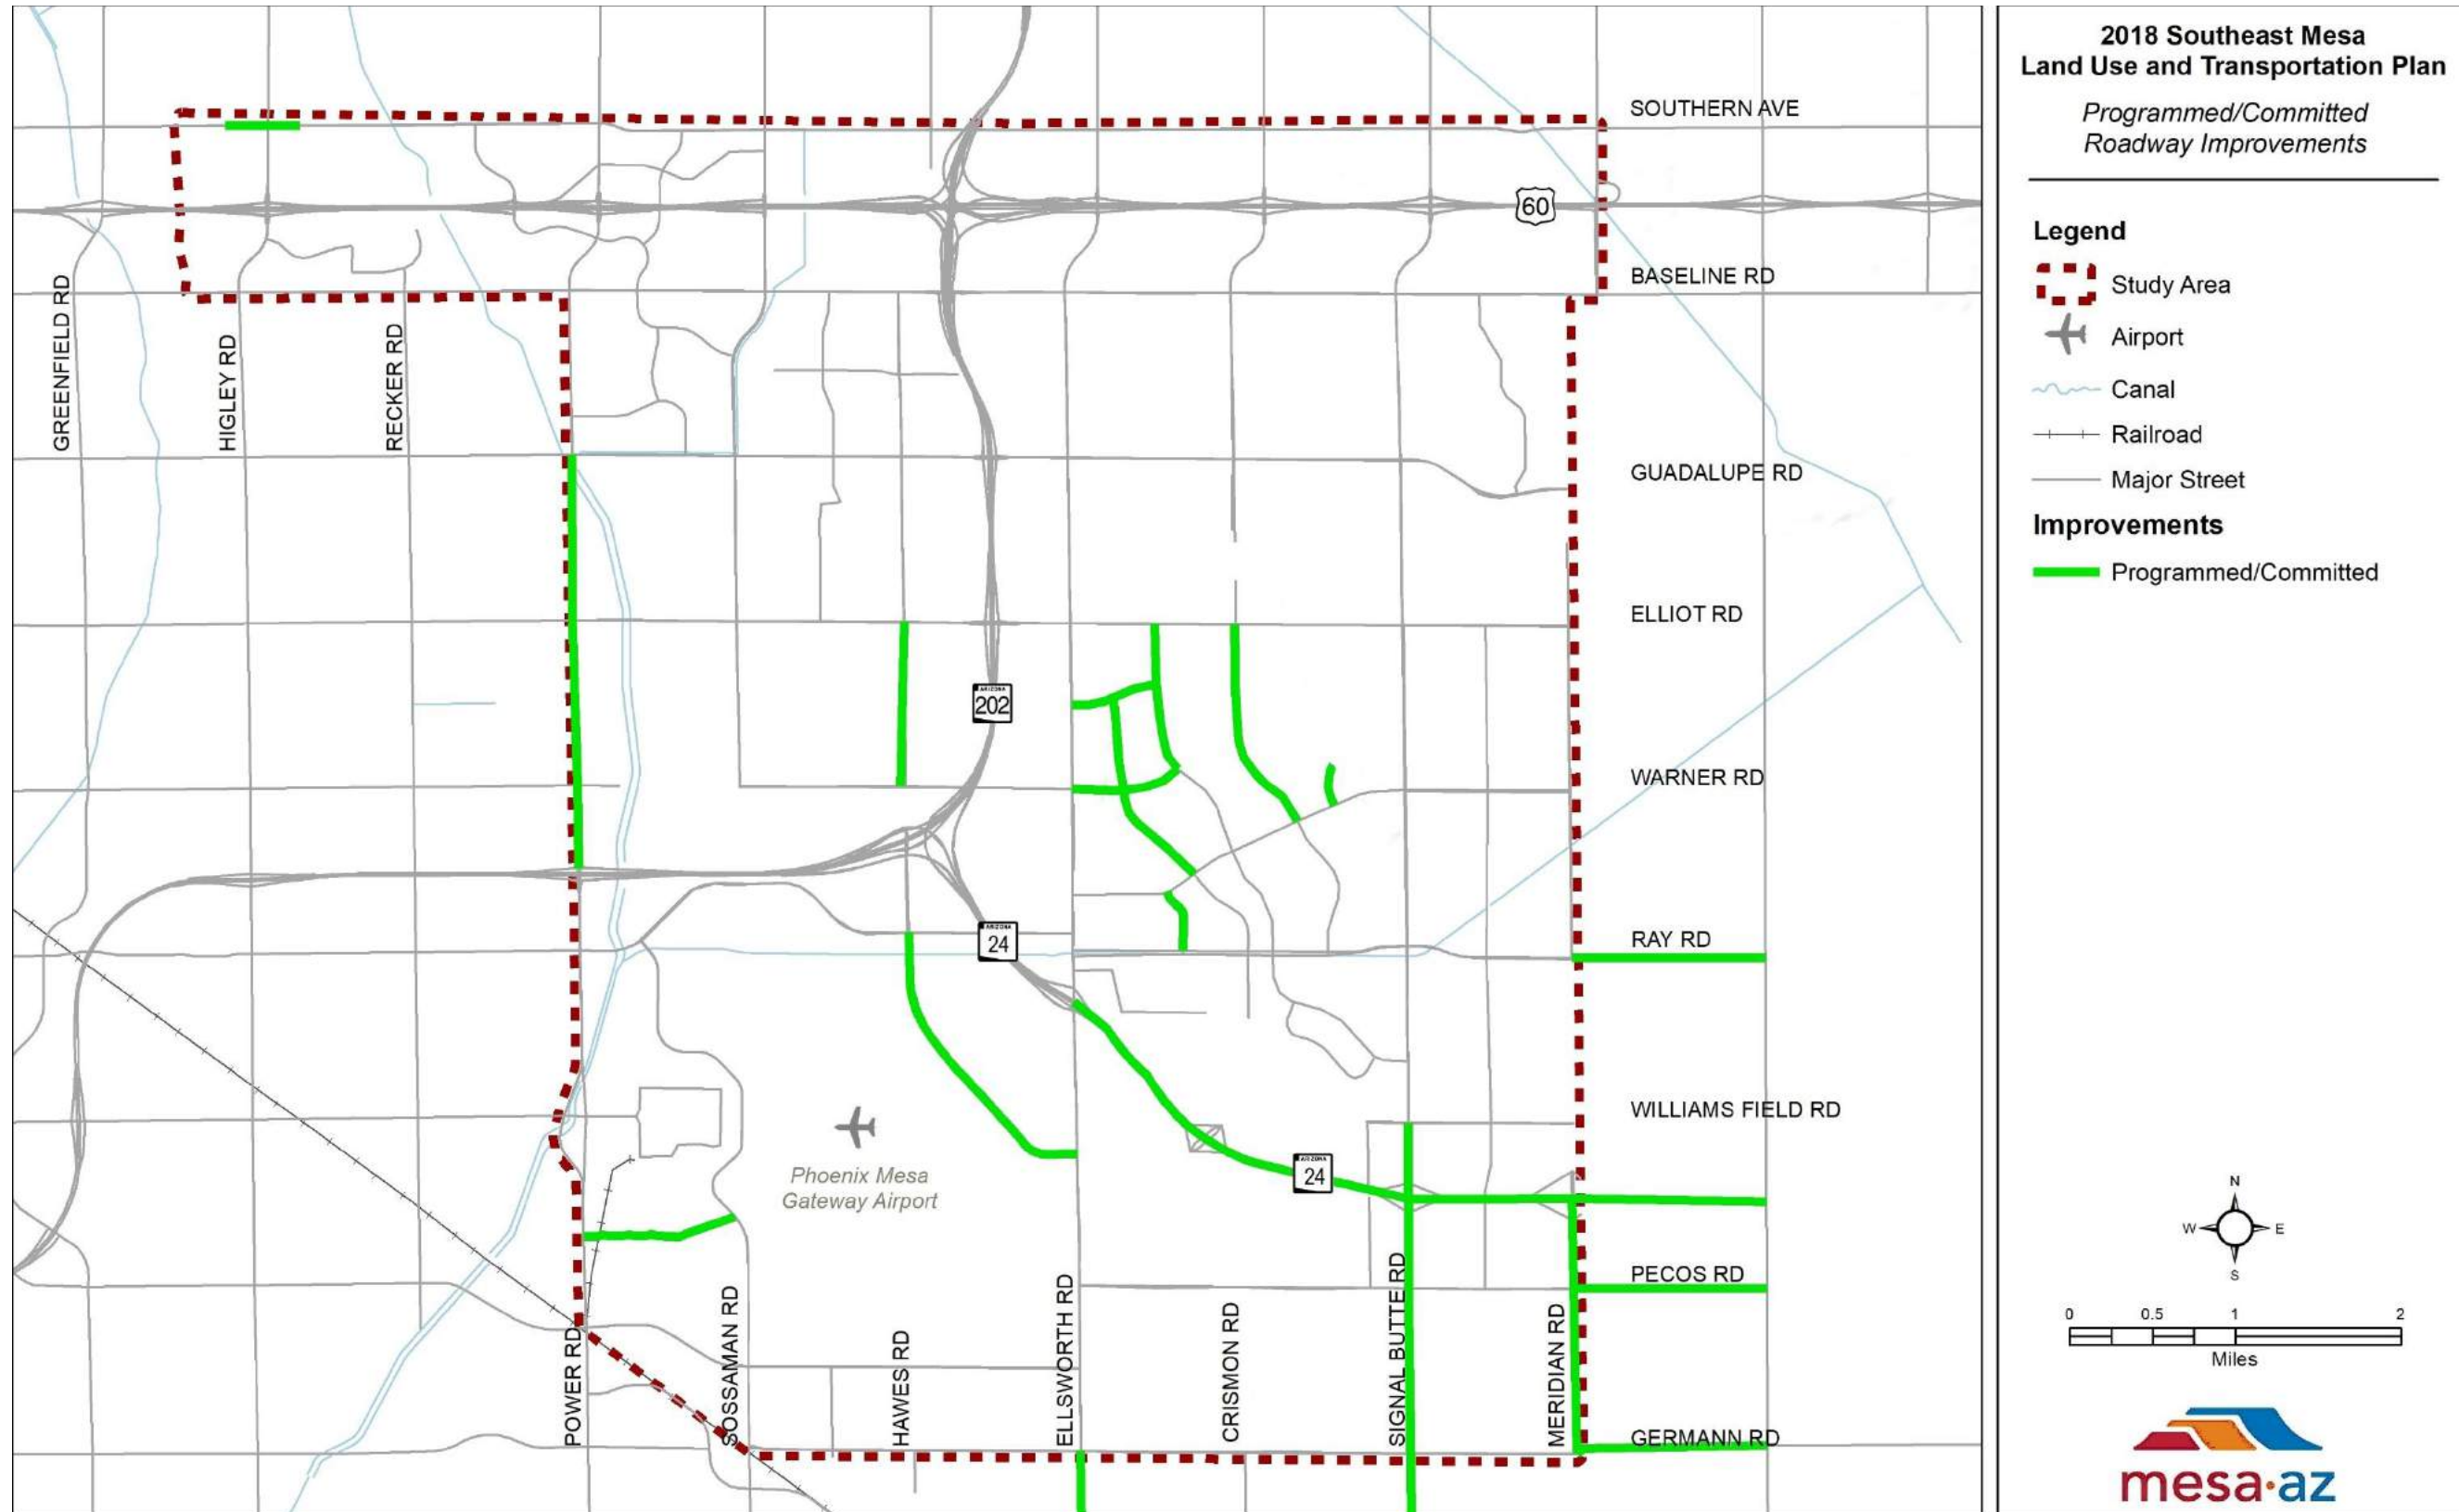 2018 Southeast Mesa
Land Use and Transportation Plan
Programmed/Committed
Roadway Improvements
Legend
Study Area
Airport
Canal
Railroad
Major Street
Improvements
Programmed/Committed
SOUTHERN AVE
60
BASELINE RD
GREENFIELD RD
HIGLEY RD
RECKER RD
GUADALUPE RD
ELLIOT RD
ARIZONA
202
WARNER RD
ARIZONA
24
RAY RD
WILLIAMS FIELD RD
Phoenix Mesa
Gateway Airport
ARIZONA
24
PECOS RD
POWER RD
SOSSAMAN RD
HAWES RD
ELLSWORTH RD
CRISMON RD
SIGNAL BUTTE RD
MERIDIAN RD
GERMANN RD
N
W
E
S
0 0.5 1 2
Miles
mesa·az